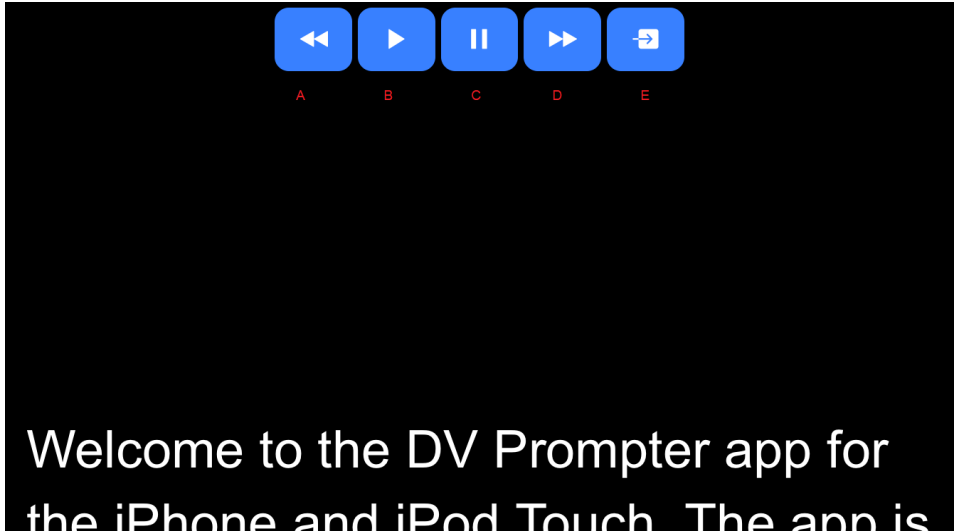 A B C D E
Welcome to the DV Prompter app for
the iPhone and iPod Touch. The app is